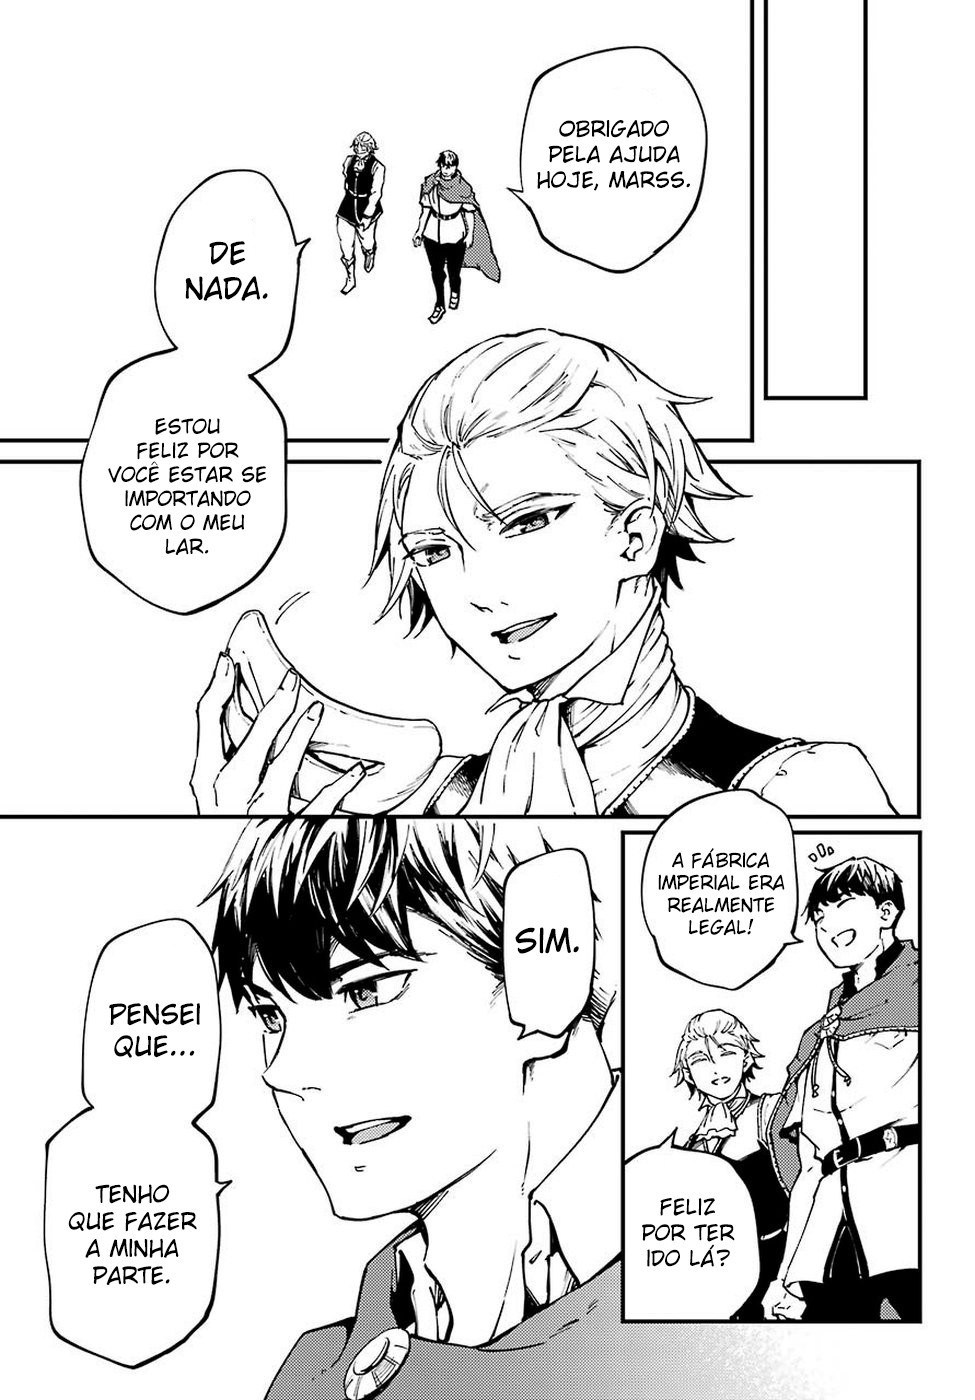 OBRIGADO
PELA AJUDA
HOJE, MARSS.
DE
NADA.
ESTOU
FELIZ POR
VOCÊ ESTAR SE
IMPORTANDO
COM O MEU
LAR.
A FÁBRICA
IMPERIAL ERA
REALMENTE
LEGAL!
FELIZ
POR TER
IDO LÁ?
SIM.
PENSEI
QUE...
TENHO
QUE FAZER
A MINHA
PARTE.